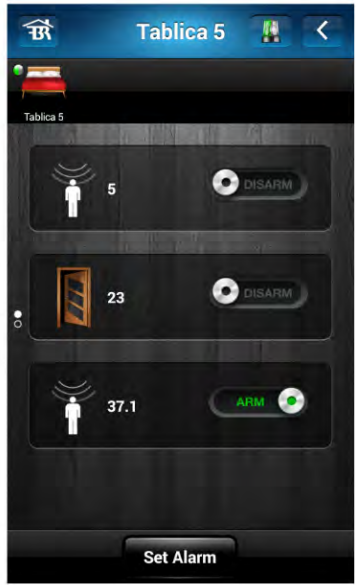 Tablica 5
Tablica 5
5
DISARM
23
DISARM
37.1
ARM
Set Alarm